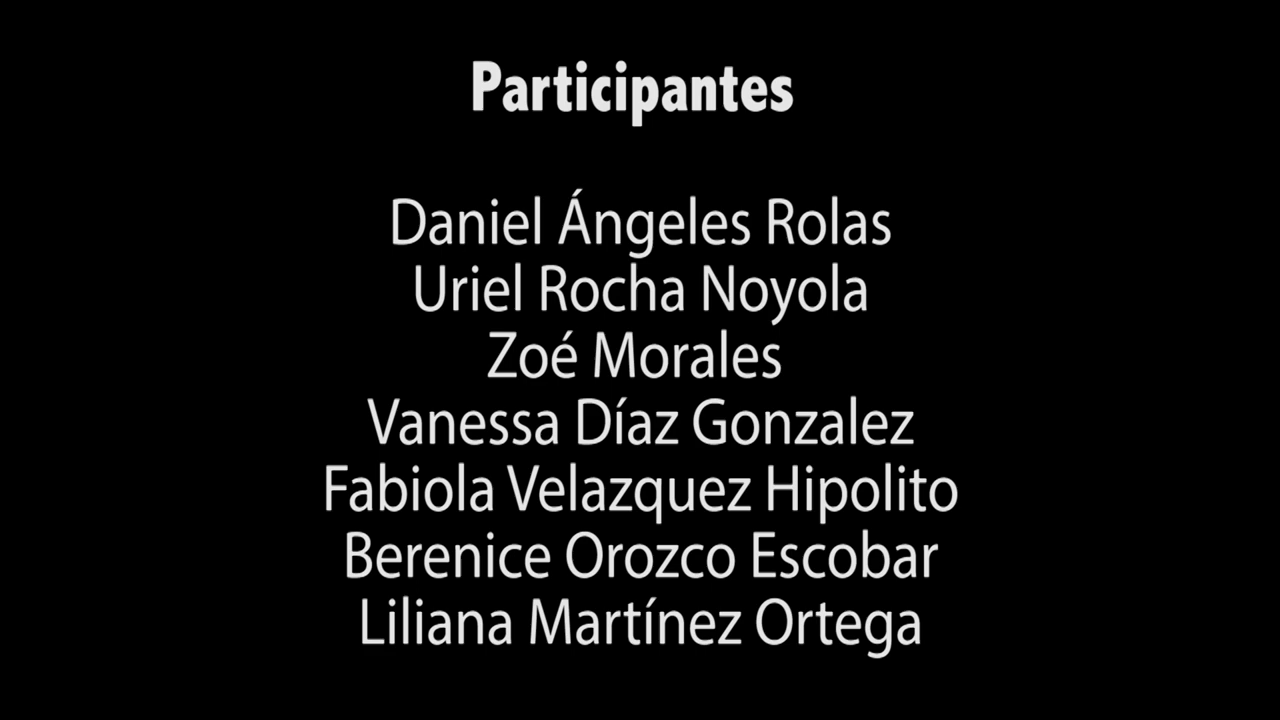 Participantes
Daniel Ángeles Rolas
Uriel Rocha Noyola
Zoé Morales
Vanessa Díaz Gonzalez
Fabiola Velazquez Hipolito
Berenice Orozco Escobar
Liliana Martínez Ortega